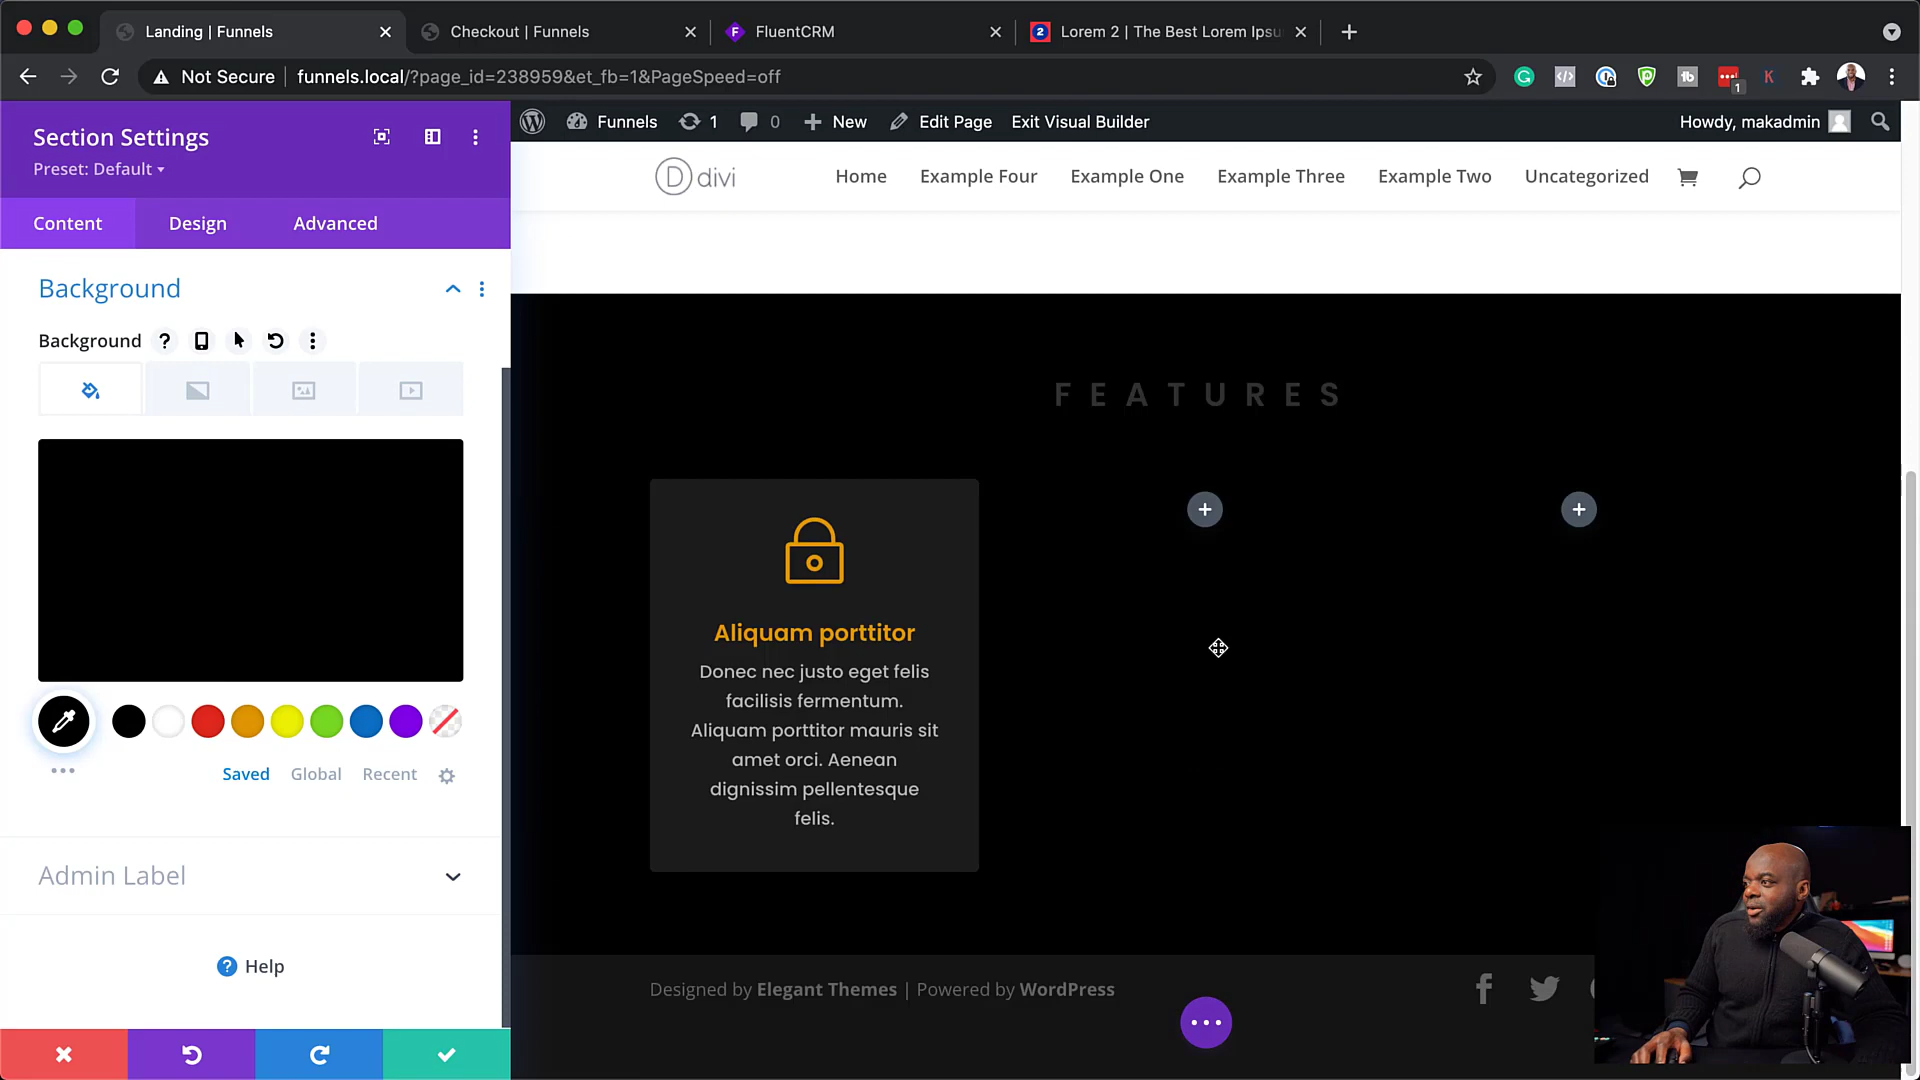 Landing | Funnels
Checkout | Funnels
FluentCRM
Lorem 2 | The Best Lorem Ipsu
Not Secure
funnels.local/?page_id=238959&et_fb=1&PageSpeed=off
1
Section Settings
Preset: Default
Content
Design
Advanced
Funnels
1
0
New
Edit Page
Exit Visual Builder
Howdy, makadmin
divi
Home
Example Four
Example One
Example Three
Example Two
Uncategorized
Background
Background
Saved
Global
Recent
Admin Label
Help
FEATURES
Aliquam porttitor
Donec nec justo eget felis
facilisis fermentum.
Aliquam porttitor mauris sit
amet orci. Aenean
dignissim pellentesque
felis.
Designed by Elegant Themes | Powered by WordPress